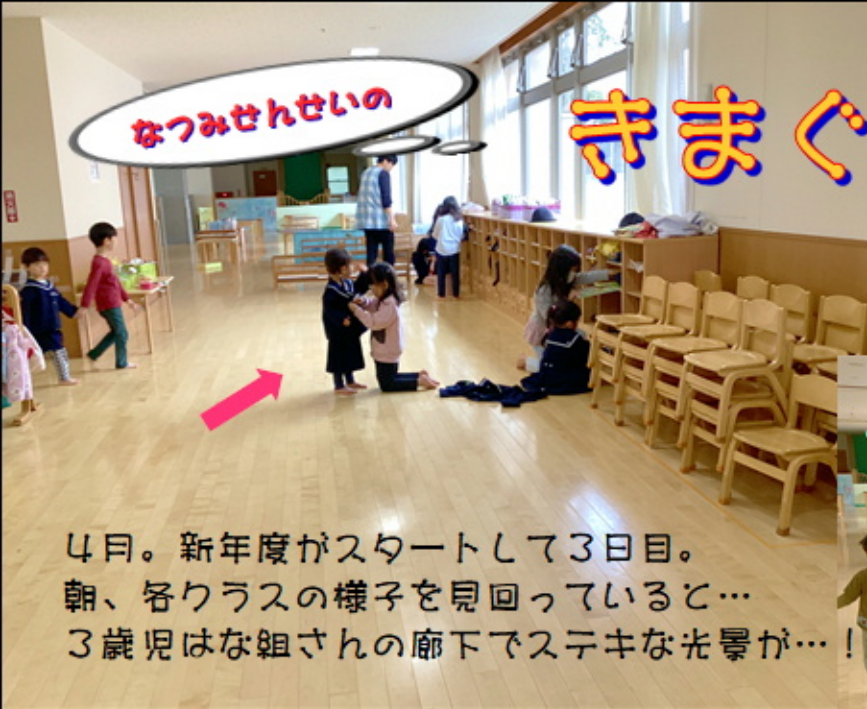 なつみせんせいの
きまぐ
4月。新年度がスタートして3日目。
朝、各クラスの様子を見回っていると…
3歳児はな組さんの廊下でステキな光景が…！